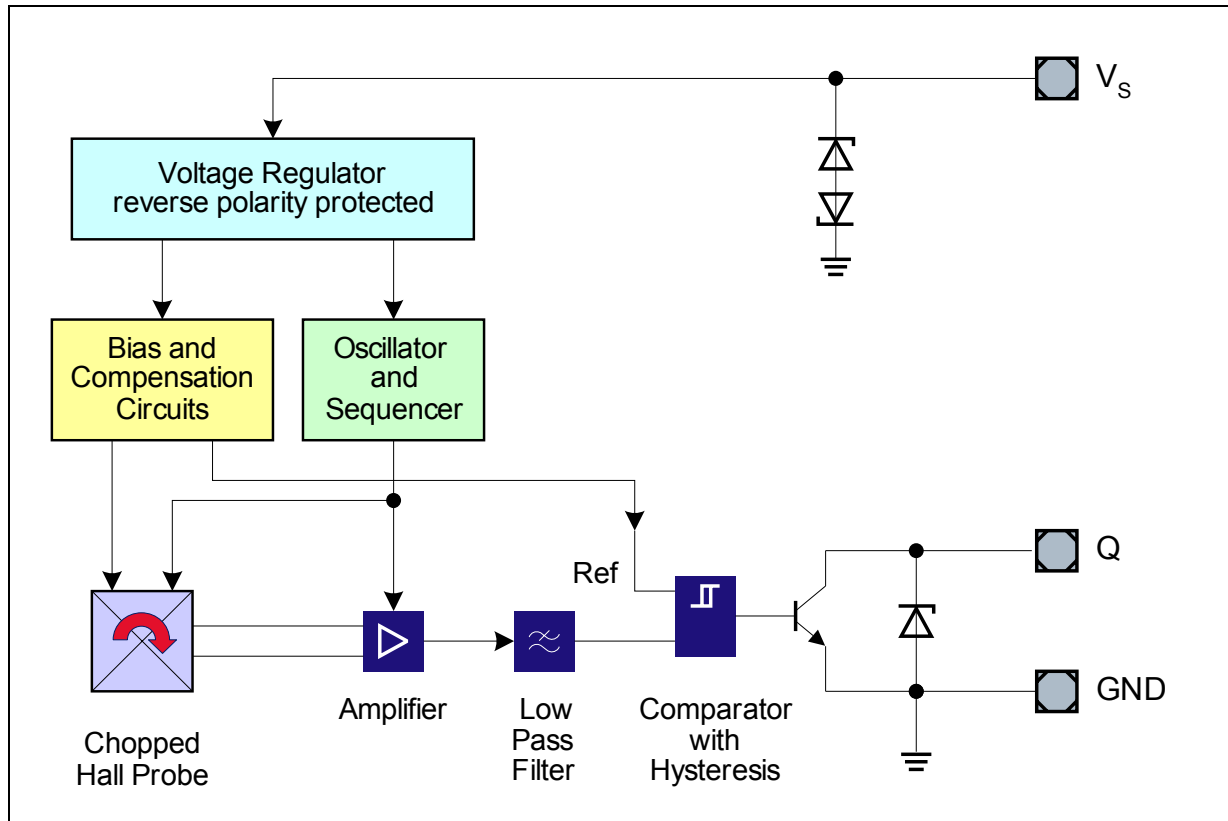 V_S
Voltage Regulator
reverse polarity protected
Bias and
Compensation
Circuits
Oscillator
and
Sequencer
Ref
Q
GND
Amplifier
Low
Pass
Filter
Comparator
with
Hysteresis
Chopped
Hall Probe